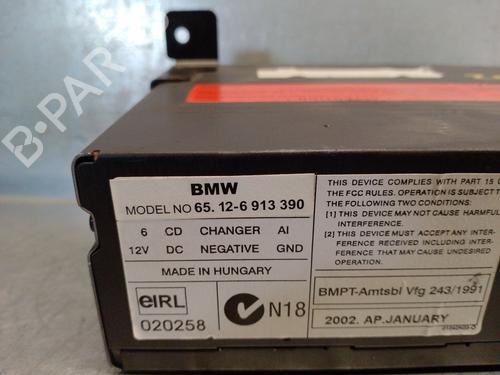 B-PARTS
BMW
MODEL NO 65. 12-6 913 390
6 CD CHANGER AI
12V DC NEGATIVE GND
MADE IN HUNGARY
eIRL
020258
N18
THIS DEVICE COMPLIES WITH PART 15 O
THE FCC RULES. OPERATION IS SUBJECT T
THE FOLLOWING TWO CONDITIONS:
[1] THIS DEVICE MAY NOT CAUSE HARMFUL
INTERFERENCE.
[2] THIS DEVICE MUST ACCEPT ANY INTER-
FERENCE RECEIVED INCLUDING INTER-
FERENCE THAT MAY CAUSE UNDESIRED
OPERATION.
BMPT-Amtsbl Vfg 243/1991
2002. AP.JANUARY